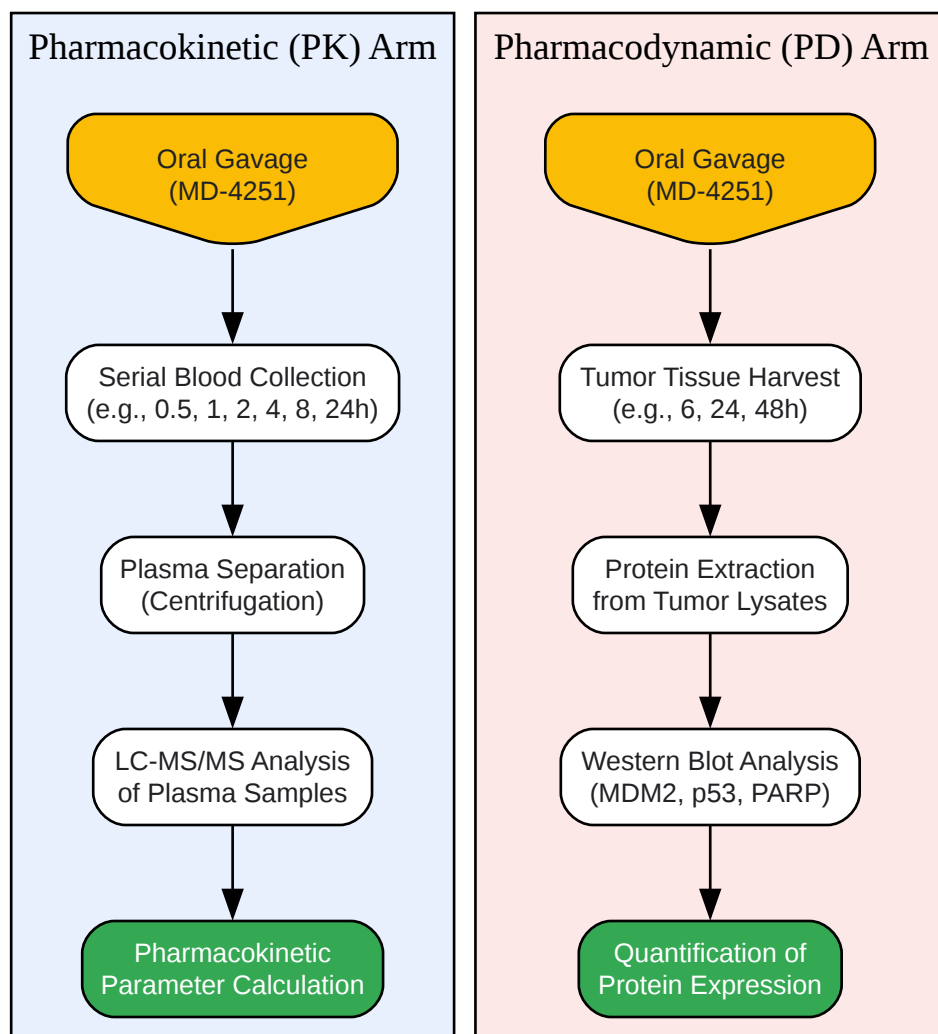 Pharmacokinetic (PK) Arm
Oral Gavage
(MD-4251)
Serial Blood Collection
(e.g., 0.5, 1, 2, 4, 8, 24h)
Plasma Separation
(Centrifugation)
LC-MS/MS Analysis
of Plasma Samples
Pharmacokinetic
Parameter Calculation
Pharmacodynamic (PD) Arm
Oral Gavage
(MD-4251)
Tumor Tissue Harvest
(e.g., 6, 24, 48h)
Protein Extraction
from Tumor Lysates
Western Blot Analysis
(MDM2, p53, PARP)
Quantification of
Protein Expression